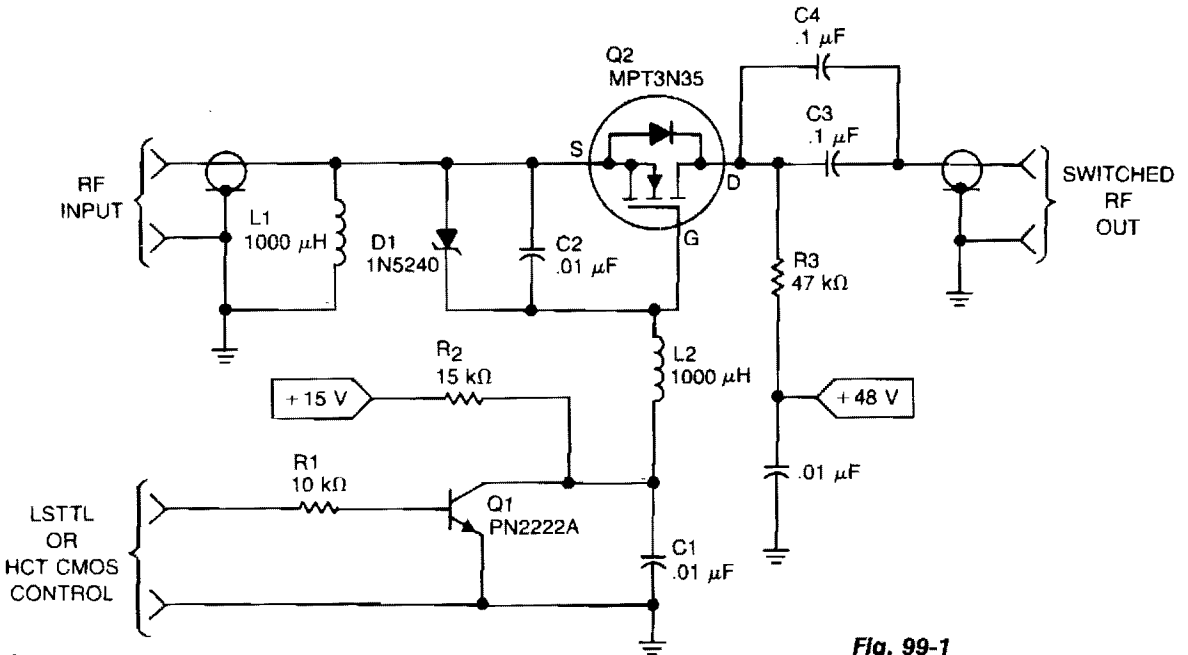 C4
.1 µF
Q2
MPT3N35
C3
.1 µF
S
D
G
RF
INPUT
L1
1000 µH
D1
1N5240
C2
.01 µF
R3
47 kΩ
SWITCHED
RF
OUT
R2
15 kΩ
L2
1000 µH
+15 V
+48 V
R1
10 kΩ
.01 µF
Q1
PN2222A
LSTTL
OR
HCT CMOS
CONTROL
C1
.01 µF
Fig. 99-1